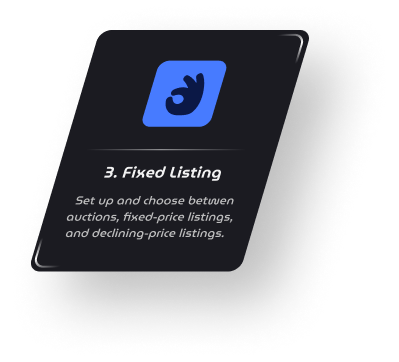 3. Fixed Listing
Set up and choose betwen
auctions, fixed-price listings,
and declining-price listings.